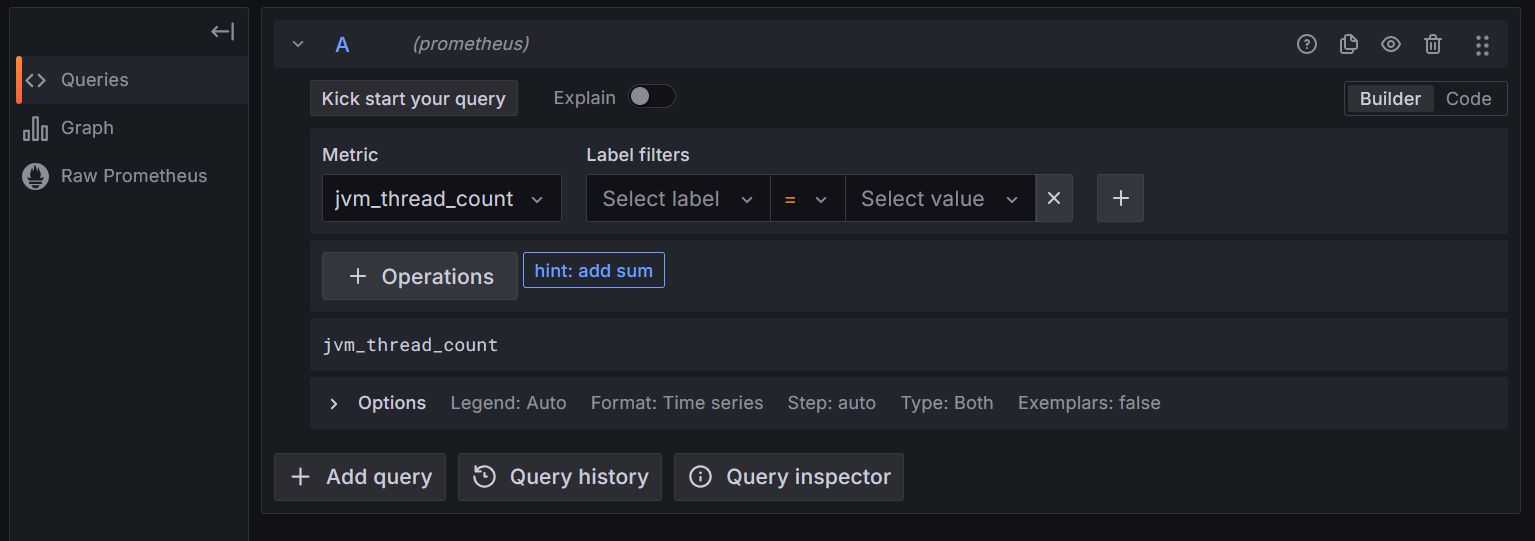 A (prometheus)
Queries
Graph
Raw Prometheus
Kick start your query Explain Builder Code
Metric Label filters
jvm_thread_count Select label = Select value
Operations hint: add sum
jvm_thread_count
Options Legend: Auto Format: Time series Step: auto Type: Both Exemplars: false
Add query Query history Query inspector